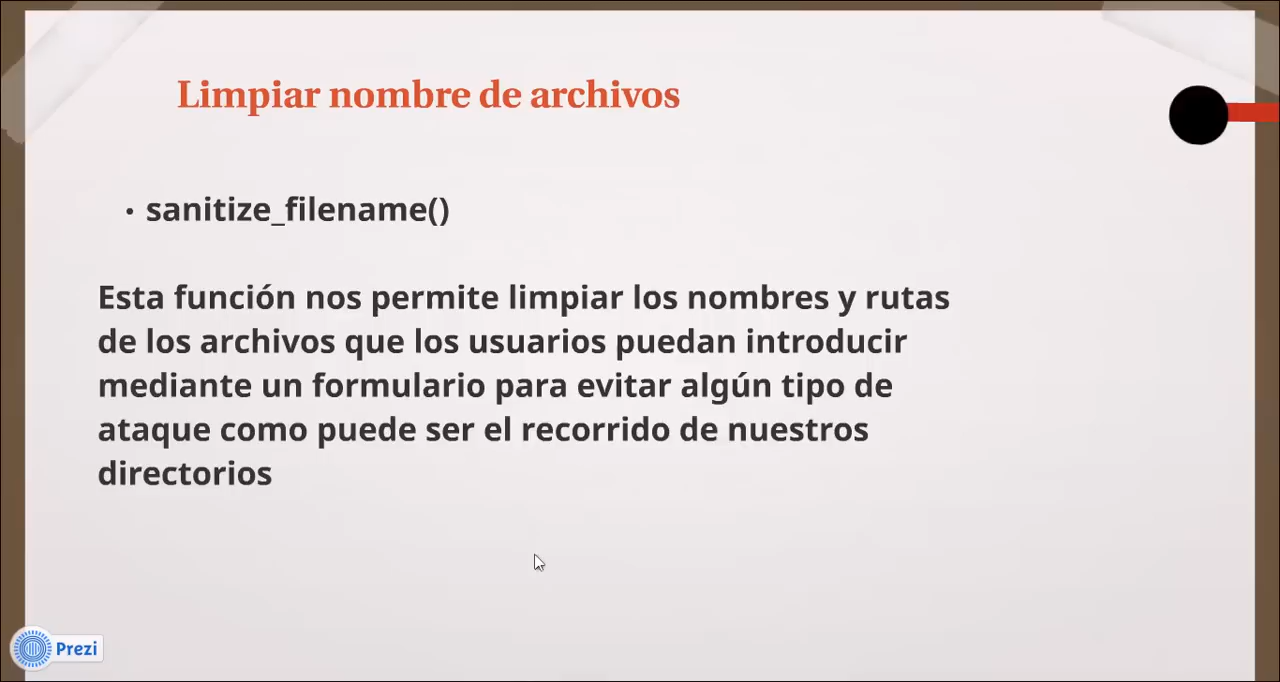 Limpiar nombre de archivos
• sanitize_filename()
Esta función nos permite limpiar los nombres y rutas
de los archivos que los usuarios puedan introducir
mediante un formulario para evitar algún tipo de
ataque como puede ser el recorrido de nuestros
directorios
Prezi